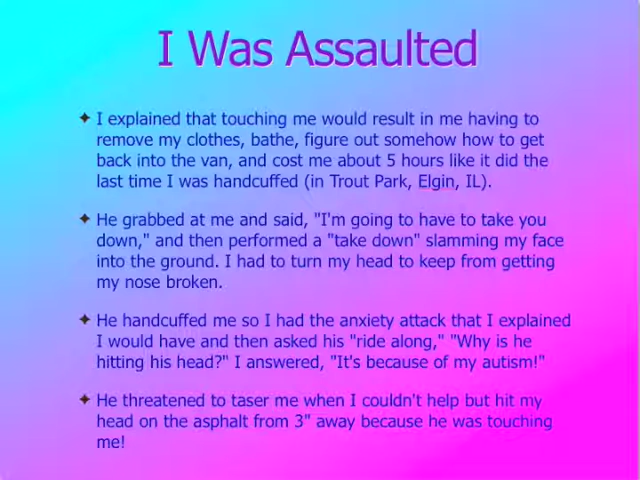 I Was Assaulted
✦ I explained that touching me would result in me having to
remove my clothes, bathe, figure out somehow how to get
back into the van, and cost me about 5 hours like it did the
last time I was handcuffed (in Trout Park, Elgin, IL).
✦ He grabbed at me and said, "I'm going to have to take you
down," and then performed a "take down" slamming my face
into the ground. I had to turn my head to keep from getting
my nose broken.
✦ He handcuffed me so I had the anxiety attack that I explained
I would have and then asked his "ride along," "Why is he
hitting his head?" I answered, "It's because of my autism!"
✦ He threatened to taser me when I couldn't help but hit my
head on the asphalt from 3" away because he was touching
me!